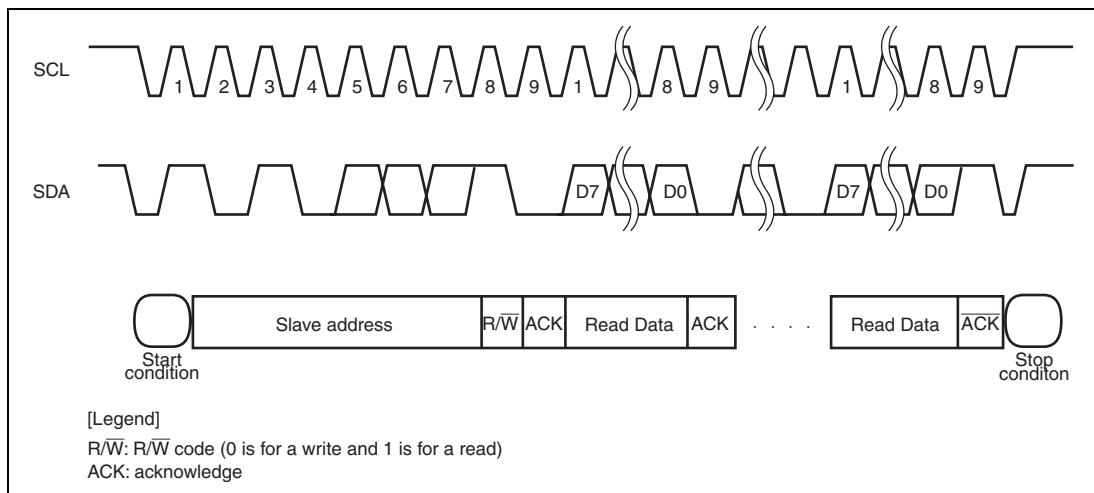 SCL
1 2 3 4 5 6 7 8 9 1 8 9 1 8 9
SDA
D7 D0 D7 D0
Slave address R/W̅ ACK Read Data ACK . . . . Read Data A̅C̅K̅
Start
condition
Stop
conditon
[Legend]
R/W̅: R/W̅ code (0 is for a write and 1 is for a read)
ACK: acknowledge